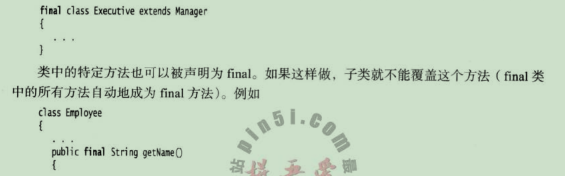 final class Executive extends Manager
{
. . .
}
类中的特定方法也可以被声明为 final。如果这样做，子类就不能覆盖这个方法（final 类
中的所有方法自动地成为 final 方法）。例如
class Employee
{
. . .
public final String getName()
{
pin5i.com